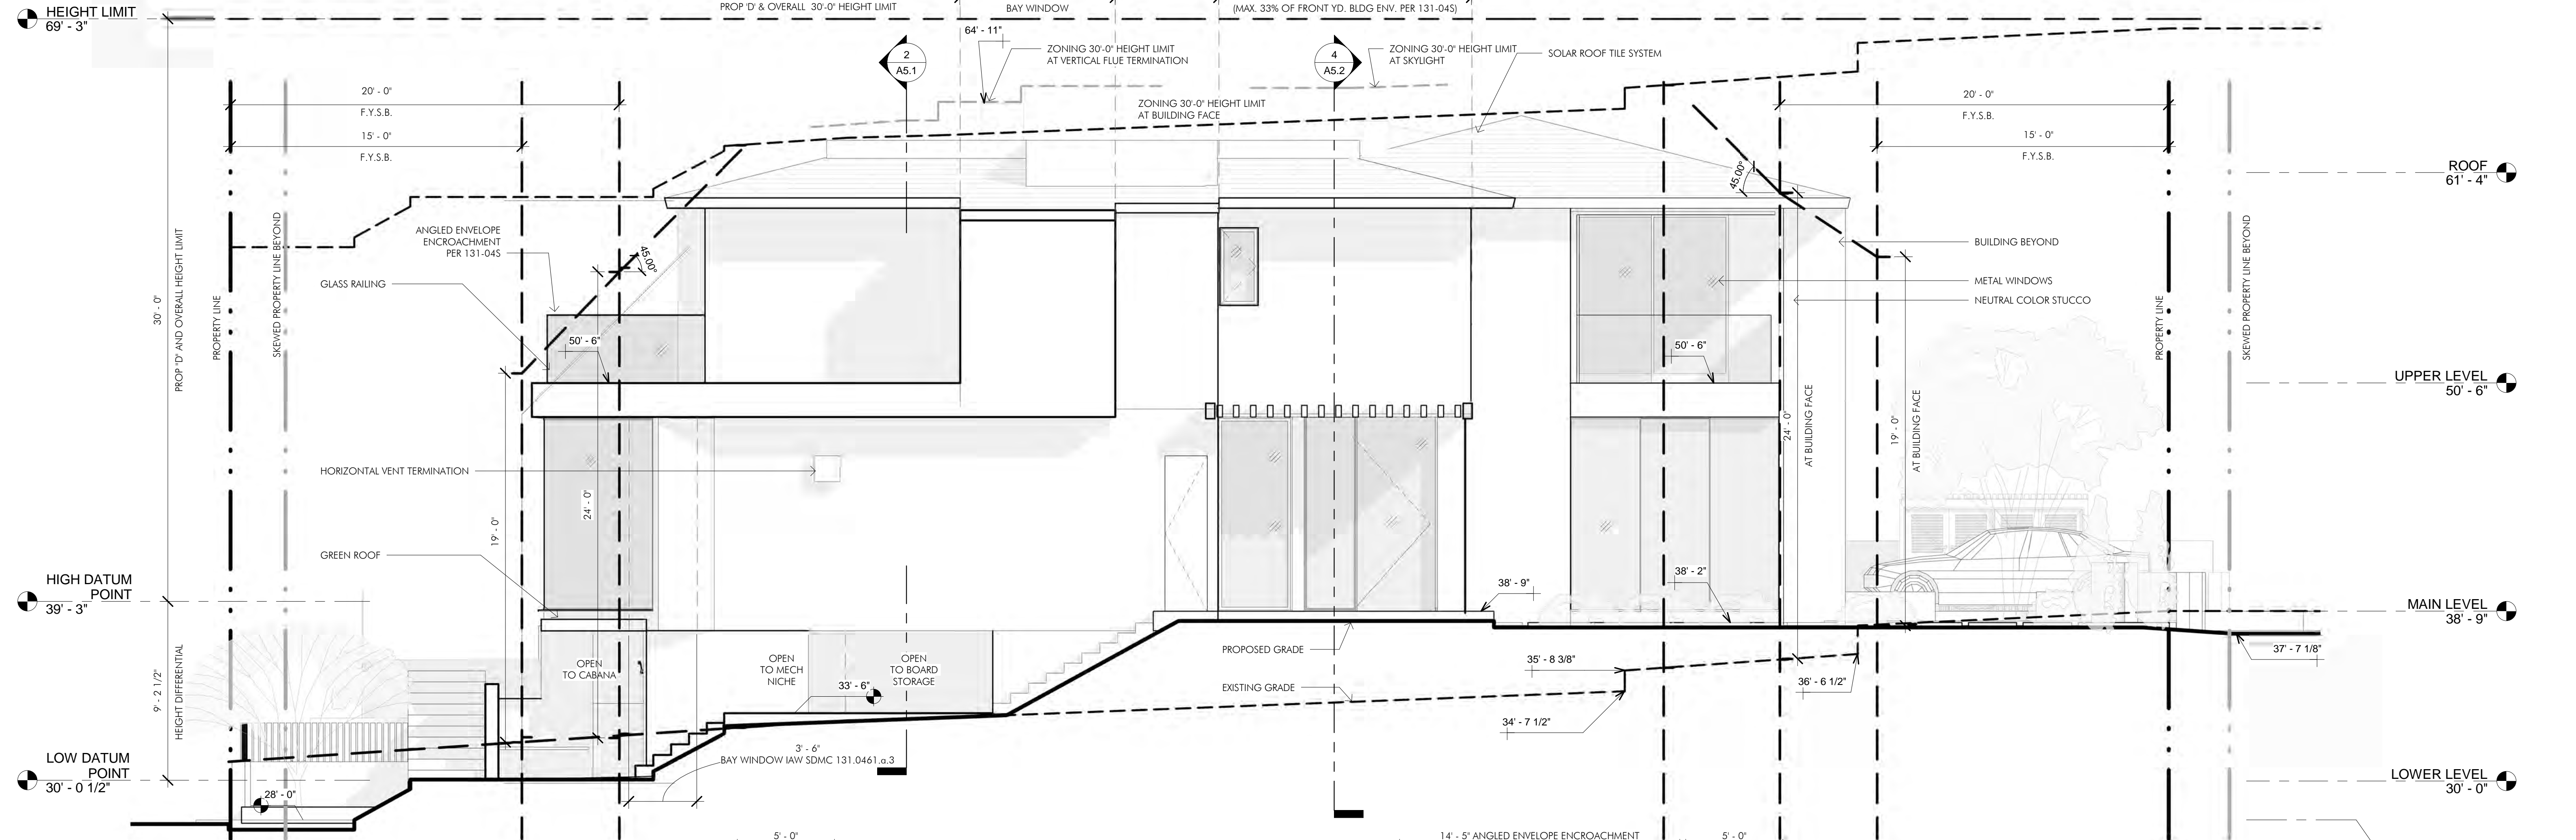 HEIGHT LIMIT
69' - 3"
PROP 'D' & OVERALL 30'-0" HEIGHT LIMIT
BAY WINDOW
(MAX. 33% OF FRONT YD. BLDG ENV. PER 131-04S)
64' - 11"
2
A5.1
ZONING 30'-0" HEIGHT LIMIT
AT VERTICAL FLUE TERMINATION
4
A5.2
ZONING 30'-0" HEIGHT LIMIT
AT SKYLIGHT
SOLAR ROOF TILE SYSTEM
ZONING 30'-0" HEIGHT LIMIT
AT BUILDING FACE
20' - 0"
F.Y.S.B.
15' - 0"
F.Y.S.B.
20' - 0"
F.Y.S.B.
15' - 0"
F.Y.S.B.
ROOF
61' - 4"
45.00°
45.00°
ANGLED ENVELOPE
ENCROACHMENT
PER 131-04S
GLASS RAILING
BUILDING BEYOND
METAL WINDOWS
NEUTRAL COLOR STUCCO
30' - 0"
PROP "D" AND OVERALL HEIGHT LIMIT
PROPERTY LINE
SKEWED PROPERTY LINE BEYOND
PROPERTY LINE
SKEWED PROPERTY LINE BEYOND
50' - 6"
50' - 6"
UPPER LEVEL
50' - 6"
24' - 0"
AT BUILDING FACE
19' - 0"
AT BUILDING FACE
HORIZONTAL VENT TERMINATION
24' - 0"
19' - 0"
GREEN ROOF
HIGH DATUM
POINT
39' - 3"
38' - 9"
38' - 2"
MAIN LEVEL
38' - 9"
9' - 2 1/2"
HEIGHT DIFFERENTIAL
OPEN
TO CABANA
OPEN
TO MECH
NICHE
OPEN
TO BOARD
STORAGE
33' - 6"
PROPOSED GRADE
EXISTING GRADE
35' - 8 3/8"
34' - 7 1/2"
36' - 6 1/2"
37' - 7 1/8"
3' - 6"
BAY WINDOW IAW SDMC 131.0461.a.3
LOW DATUM
POINT
30' - 0 1/2"
28' - 0"
LOWER LEVEL
30' - 0"
5' - 0"
14' - 5" ANGLED ENVELOPE ENCROACHMENT
5' - 0"